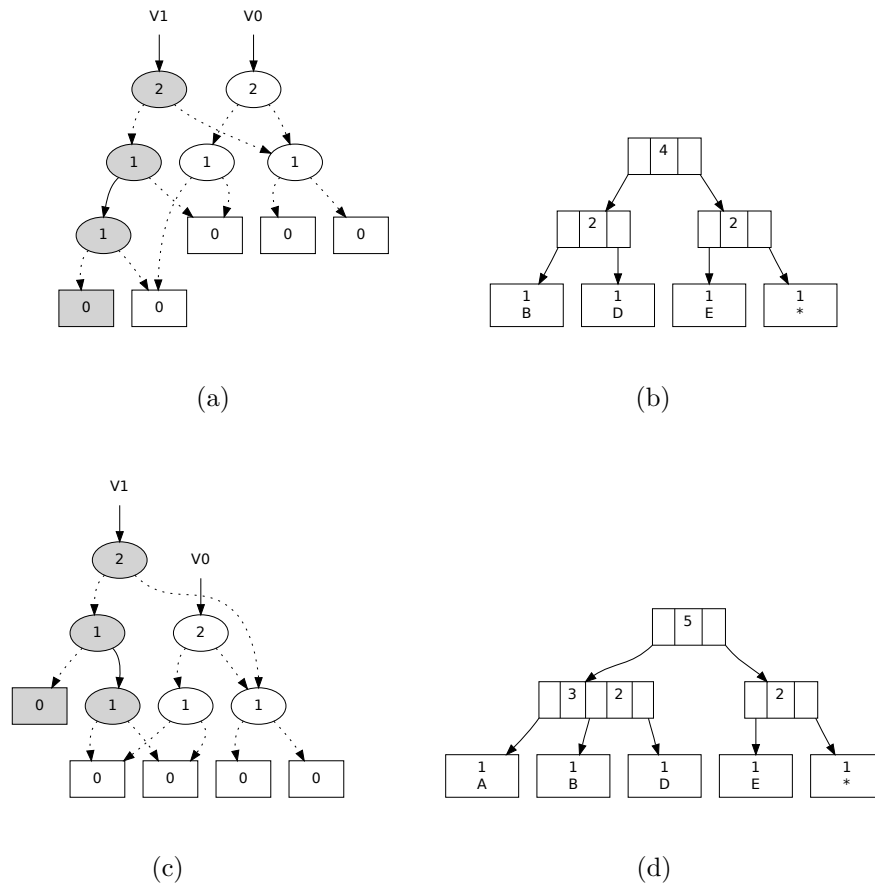 V1 V0
2 2
1 1 1
1 0 0 0
0 0
(a)
4
2 2
1 1 1 1
B D E *
(b)
V1
2 V0
1 2
0 1 1 1
0 0 0 0
(c)
5
3 2 2
1 1 1 1 1
A B D E *
(d)